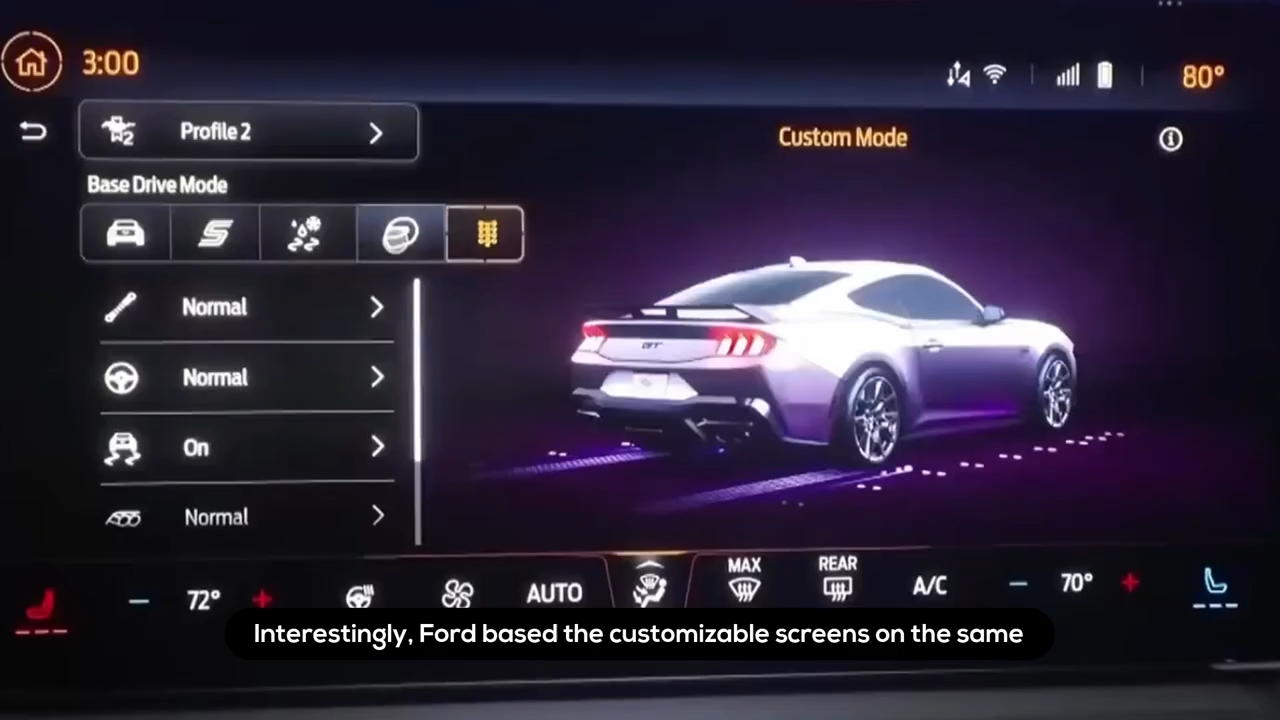 3:00
80°
2
Profile 2
Custom Mode
Base Drive Mode
Normal
Normal
On
Normal
GT
72°
AUTO
MAX
REAR
A/C
70°
Interestingly, Ford based the customizable screens on the same